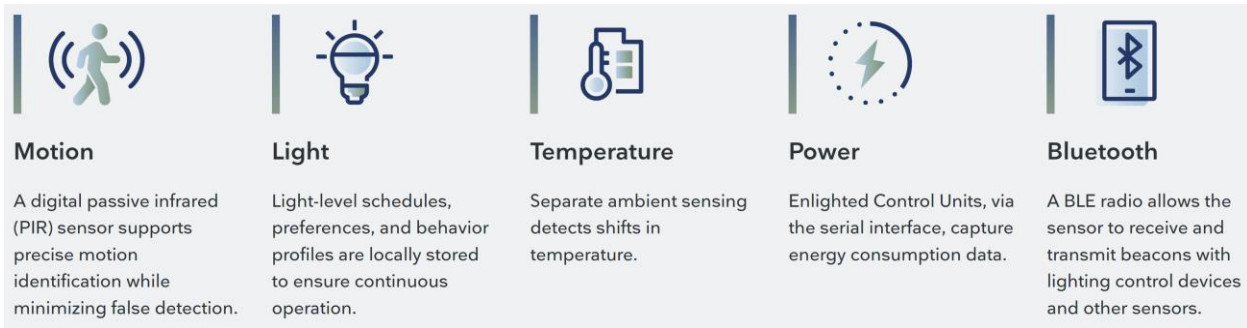 Motion
A digital passive infrared
(PIR) sensor supports
precise motion
identification while
minimizing false detection.
Light
Light-level schedules,
preferences, and behavior
profiles are locally stored
to ensure continuous
operation.
Temperature
Separate ambient sensing
detects shifts in
temperature.
Power
Enlighted Control Units, via
the serial interface, capture
energy consumption data.
Bluetooth
A BLE radio allows the
sensor to receive and
transmit beacons with
lighting control devices
and other sensors.